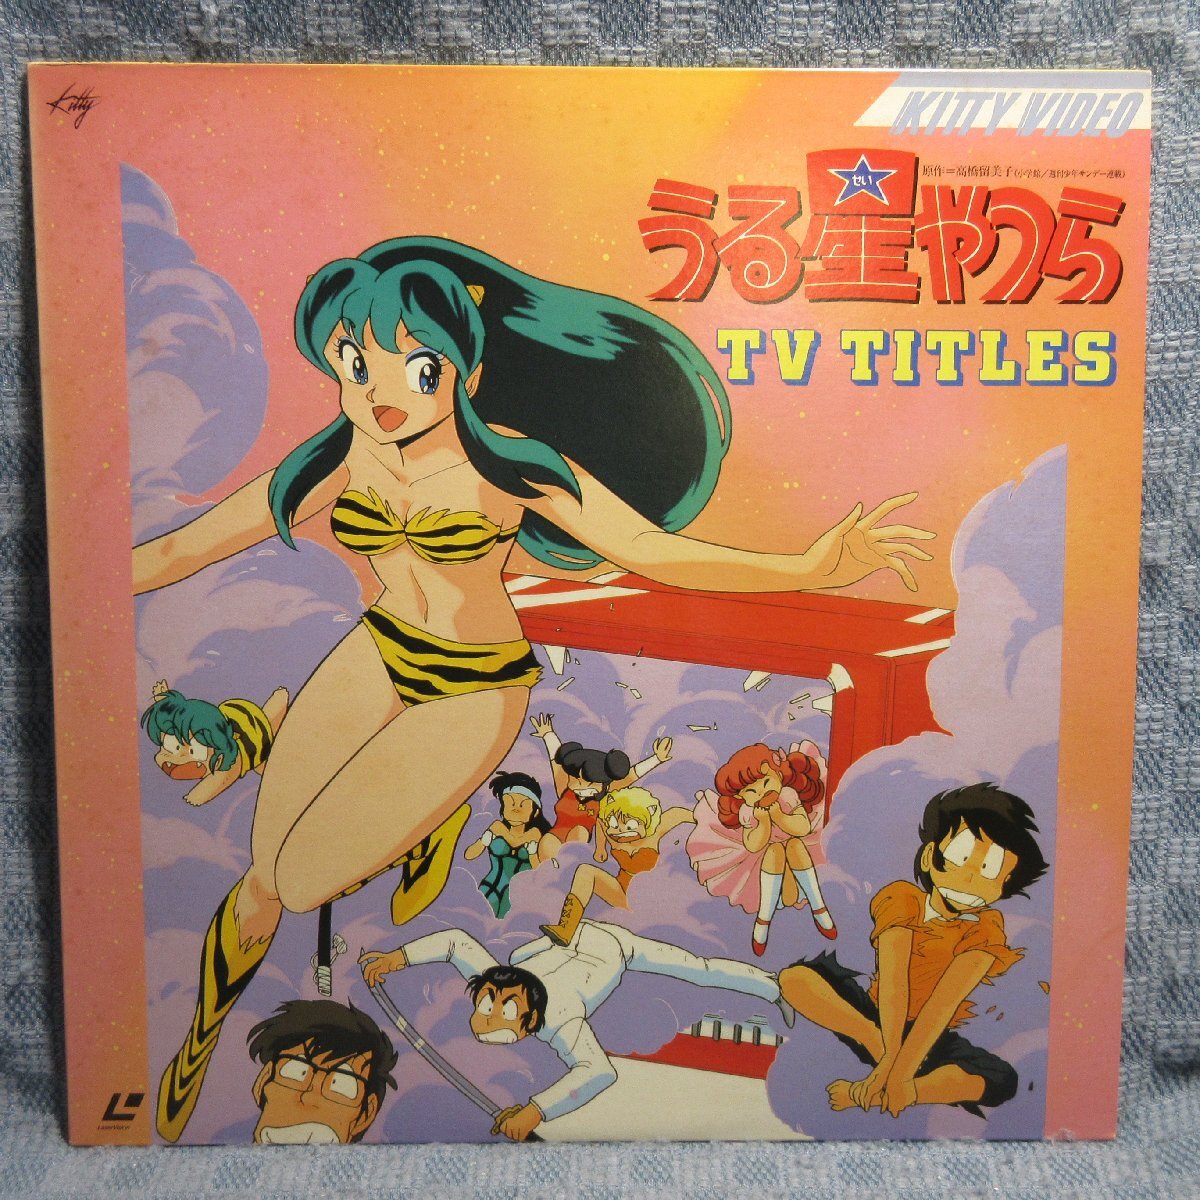 Kitty
KITTY VIDEO
原作=高橋留美子(小学館/週刊少年サンデー連載)
せい
うる星やつら
TV TITLES
LaserVision